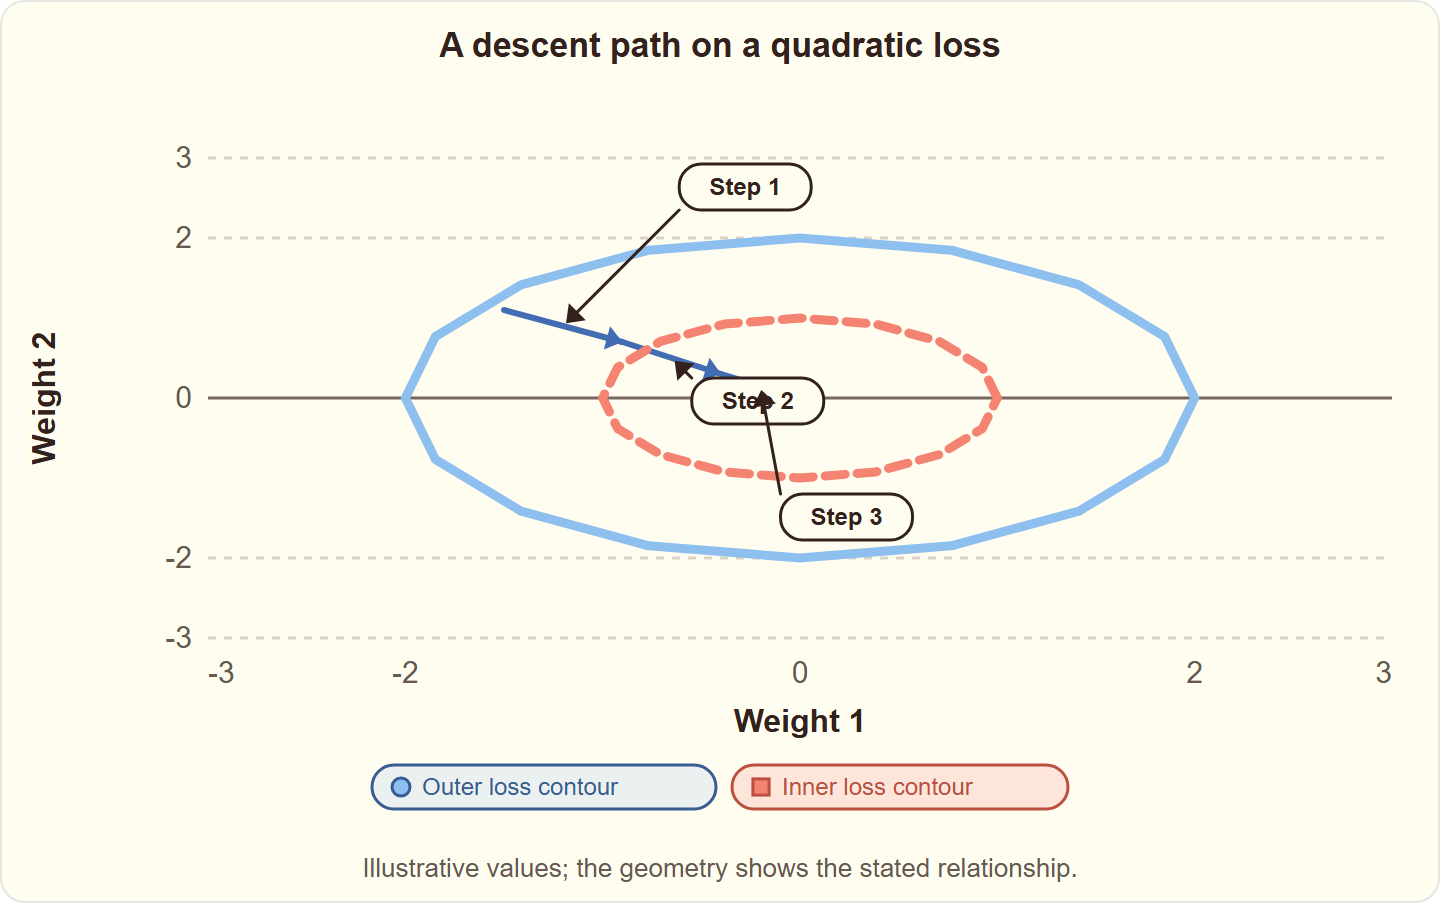 A descent path on a quadratic loss
3
Step 1
2
Weight 2
0
Step 2
Step 3
-2
-3
-3 -2 0 2 3
Weight 1
Outer loss contour Inner loss contour
Illustrative values; the geometry shows the stated relationship.